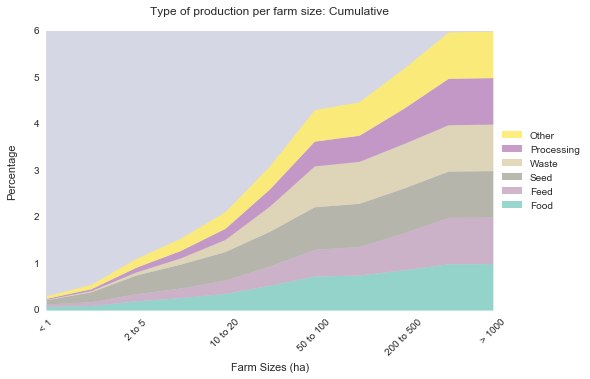 Type of production per farm size: Cumulative
6
5
4
3
2
1
0
Percentage
< 1
2 to 5
10 to 20
50 to 100
200 to 500
> 1000
Farm Sizes (ha)
Other
Processing
Waste
Seed
Feed
Food